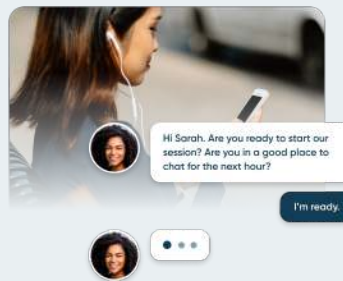 Hi Sarah. Are you ready to start our
session? Are you in a good place to
chat for the next hour?
I'm ready.